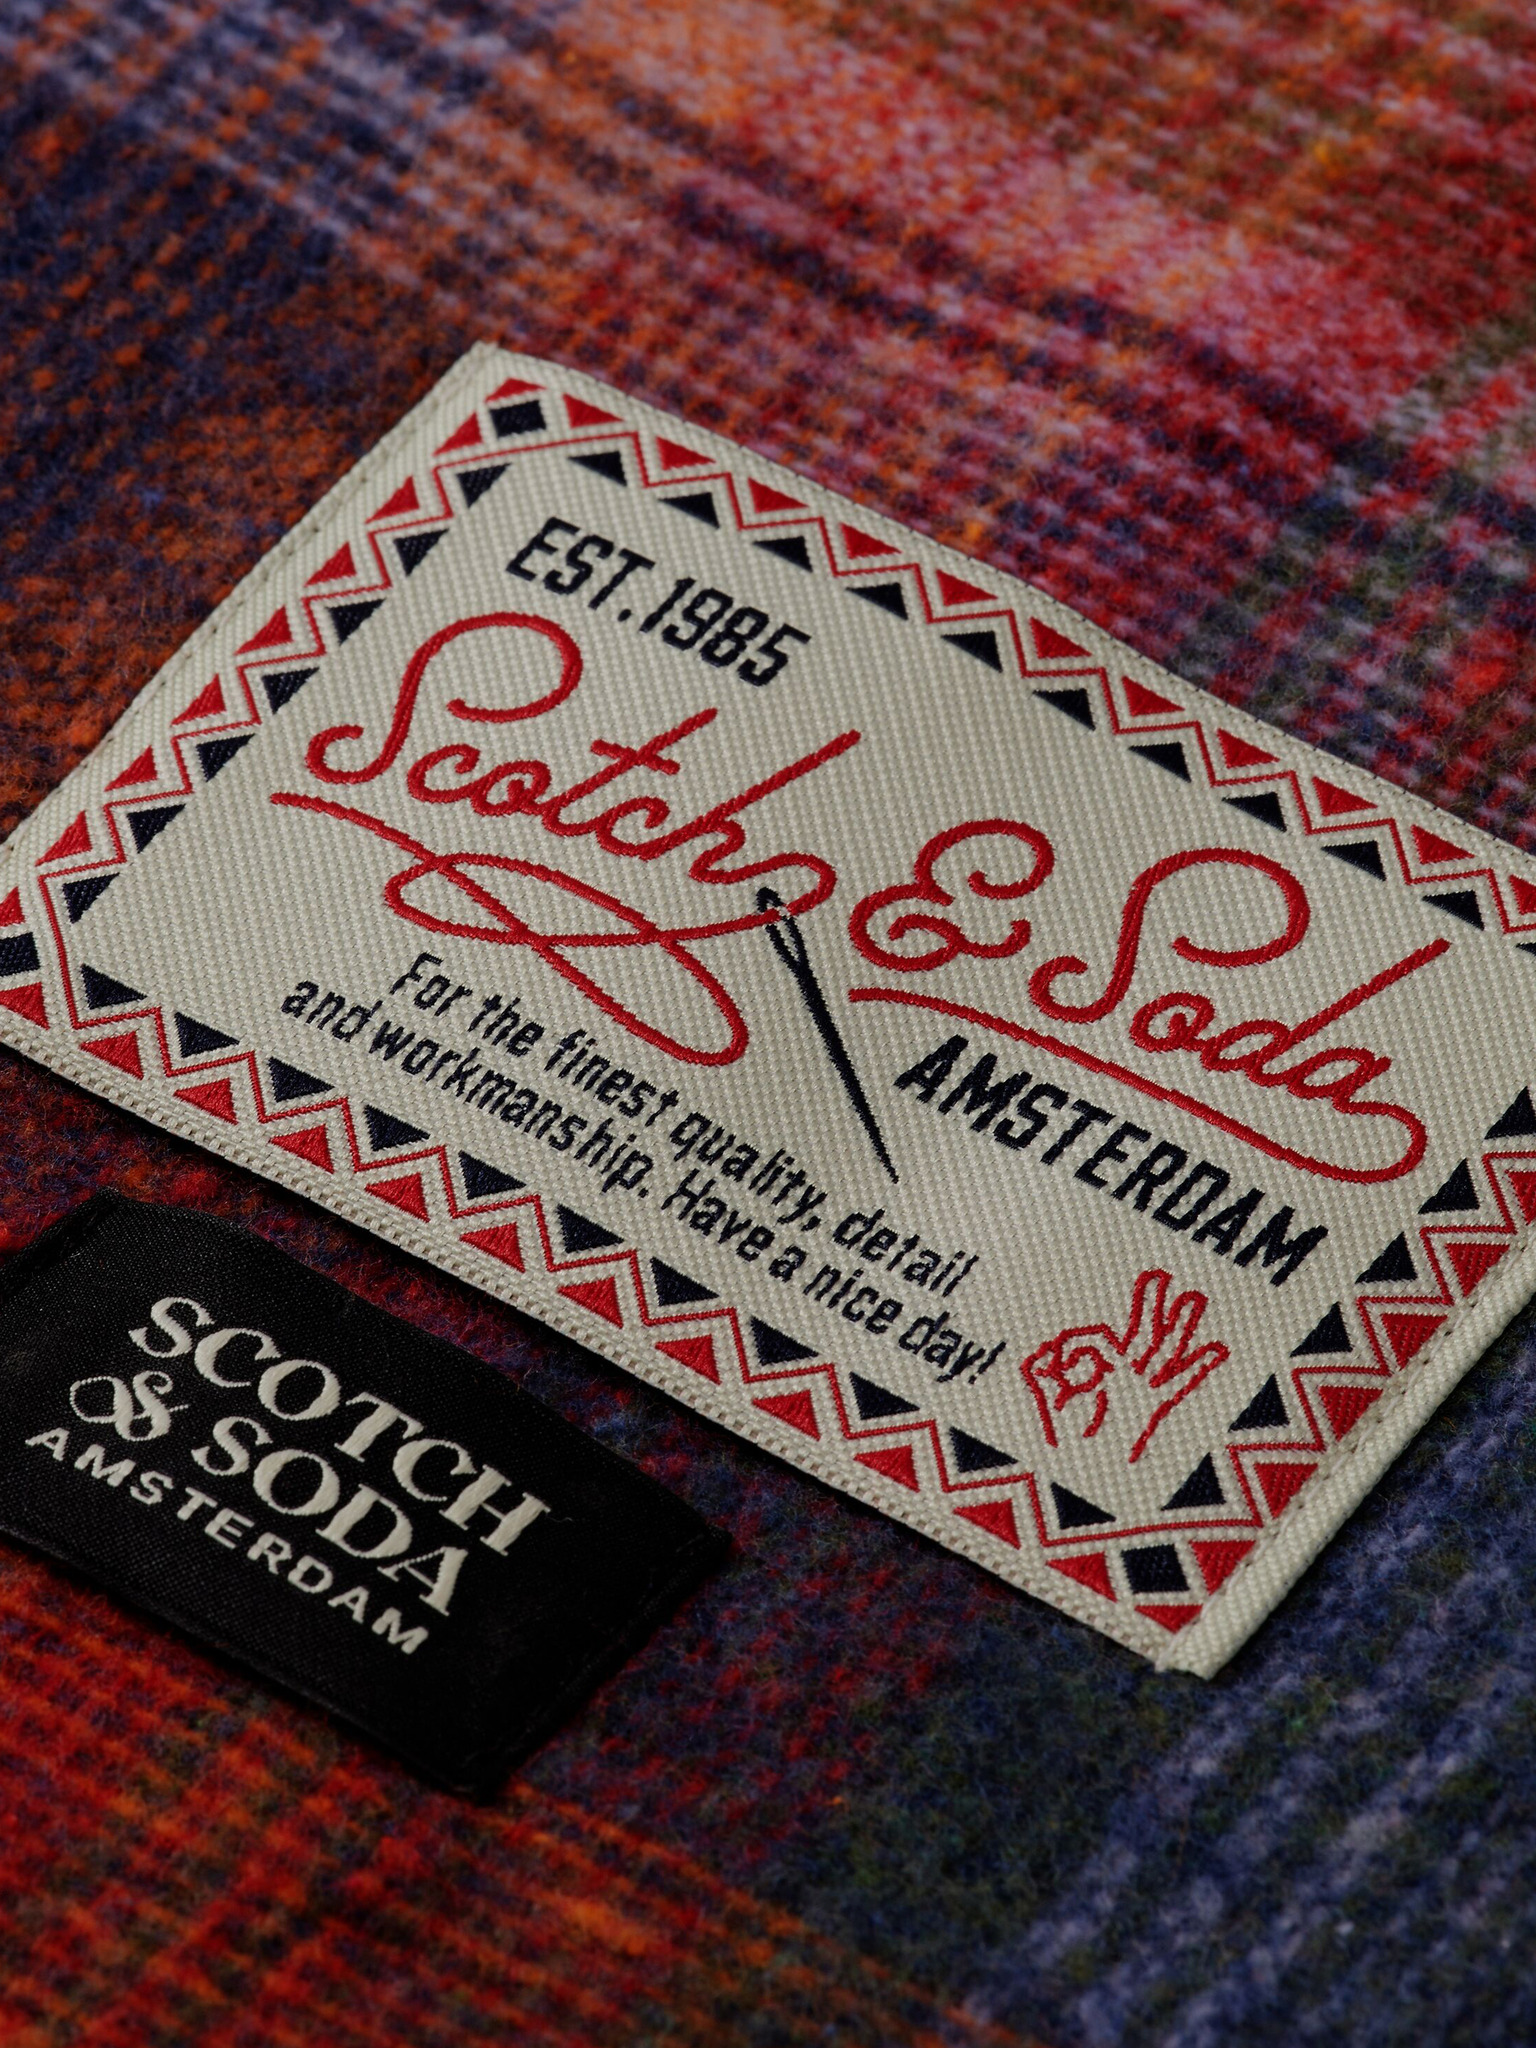 EST.1985
Scotch & Soda
AMSTERDAM
For the finest quality, detail
and workmanship. Have a nice day!
SCOTCH
& SODA
AMSTERDAM